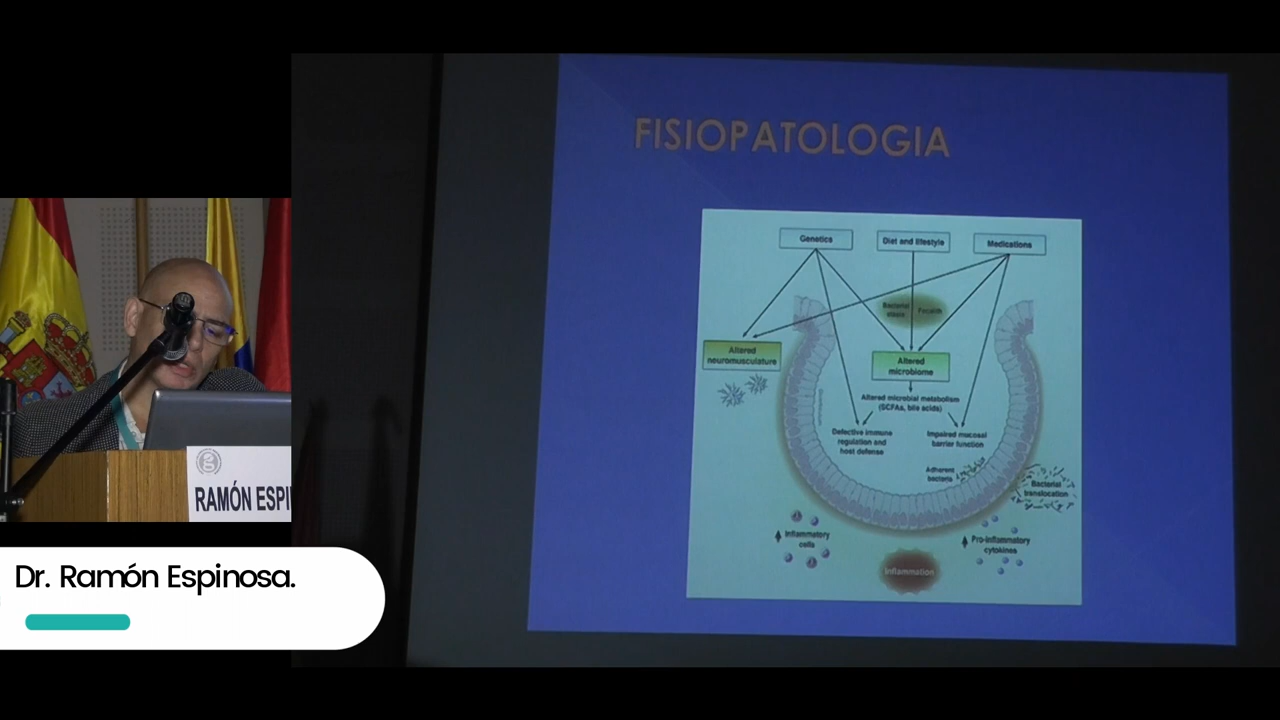 FISIOPATOLOGIA
Genetics
Diet and lifestyle
Medications
Bacterial
stasis
Fecalith
Altered
neuromusculature
Altered
microbiome
Altered microbial metabolism
(SCFAs, bile acids)
Defective immune
regulation and
host defense
Impaired mucosal
barrier function
Adherent
bacteria
Bacterial
translocation
Inflammatory
cells
Pro-inflammatory
cytokines
Inflammation
RAMÓN ESPI
Dr. Ramón Espinosa.